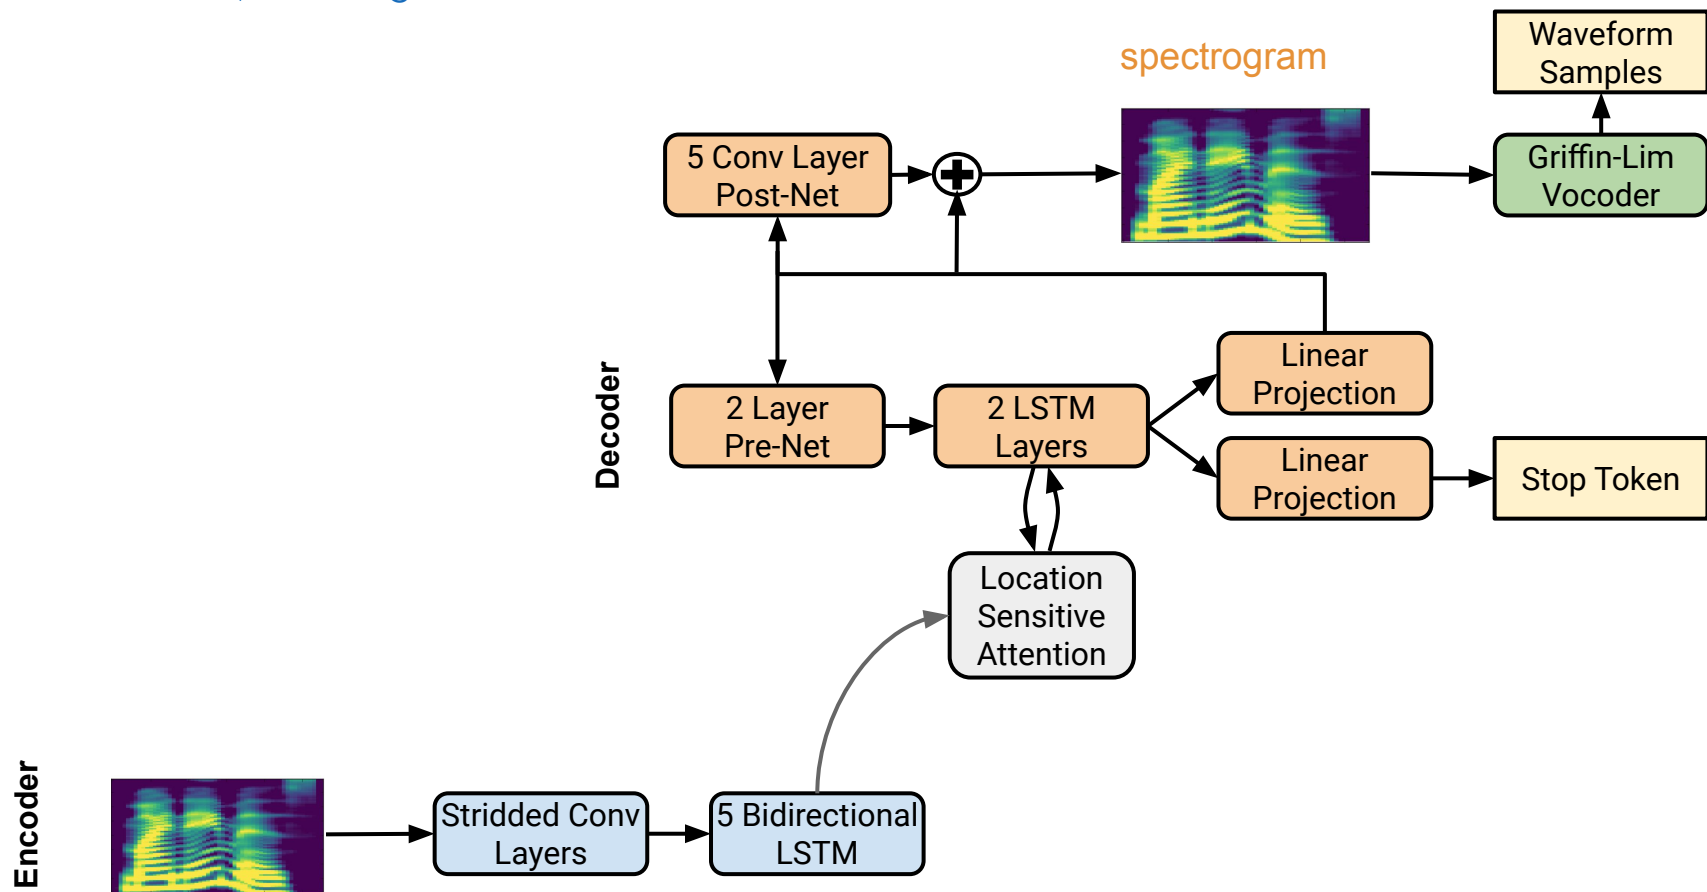 spectrogram
Waveform
Samples
5 Conv Layer
Post-Net
Griffin-Lim
Vocoder
Decoder
2 Layer
Pre-Net
2 LSTM
Layers
Linear
Projection
Linear
Projection
Stop Token
Location
Sensitive
Attention
Encoder
Stridded Conv
Layers
5 Bidirectional
LSTM